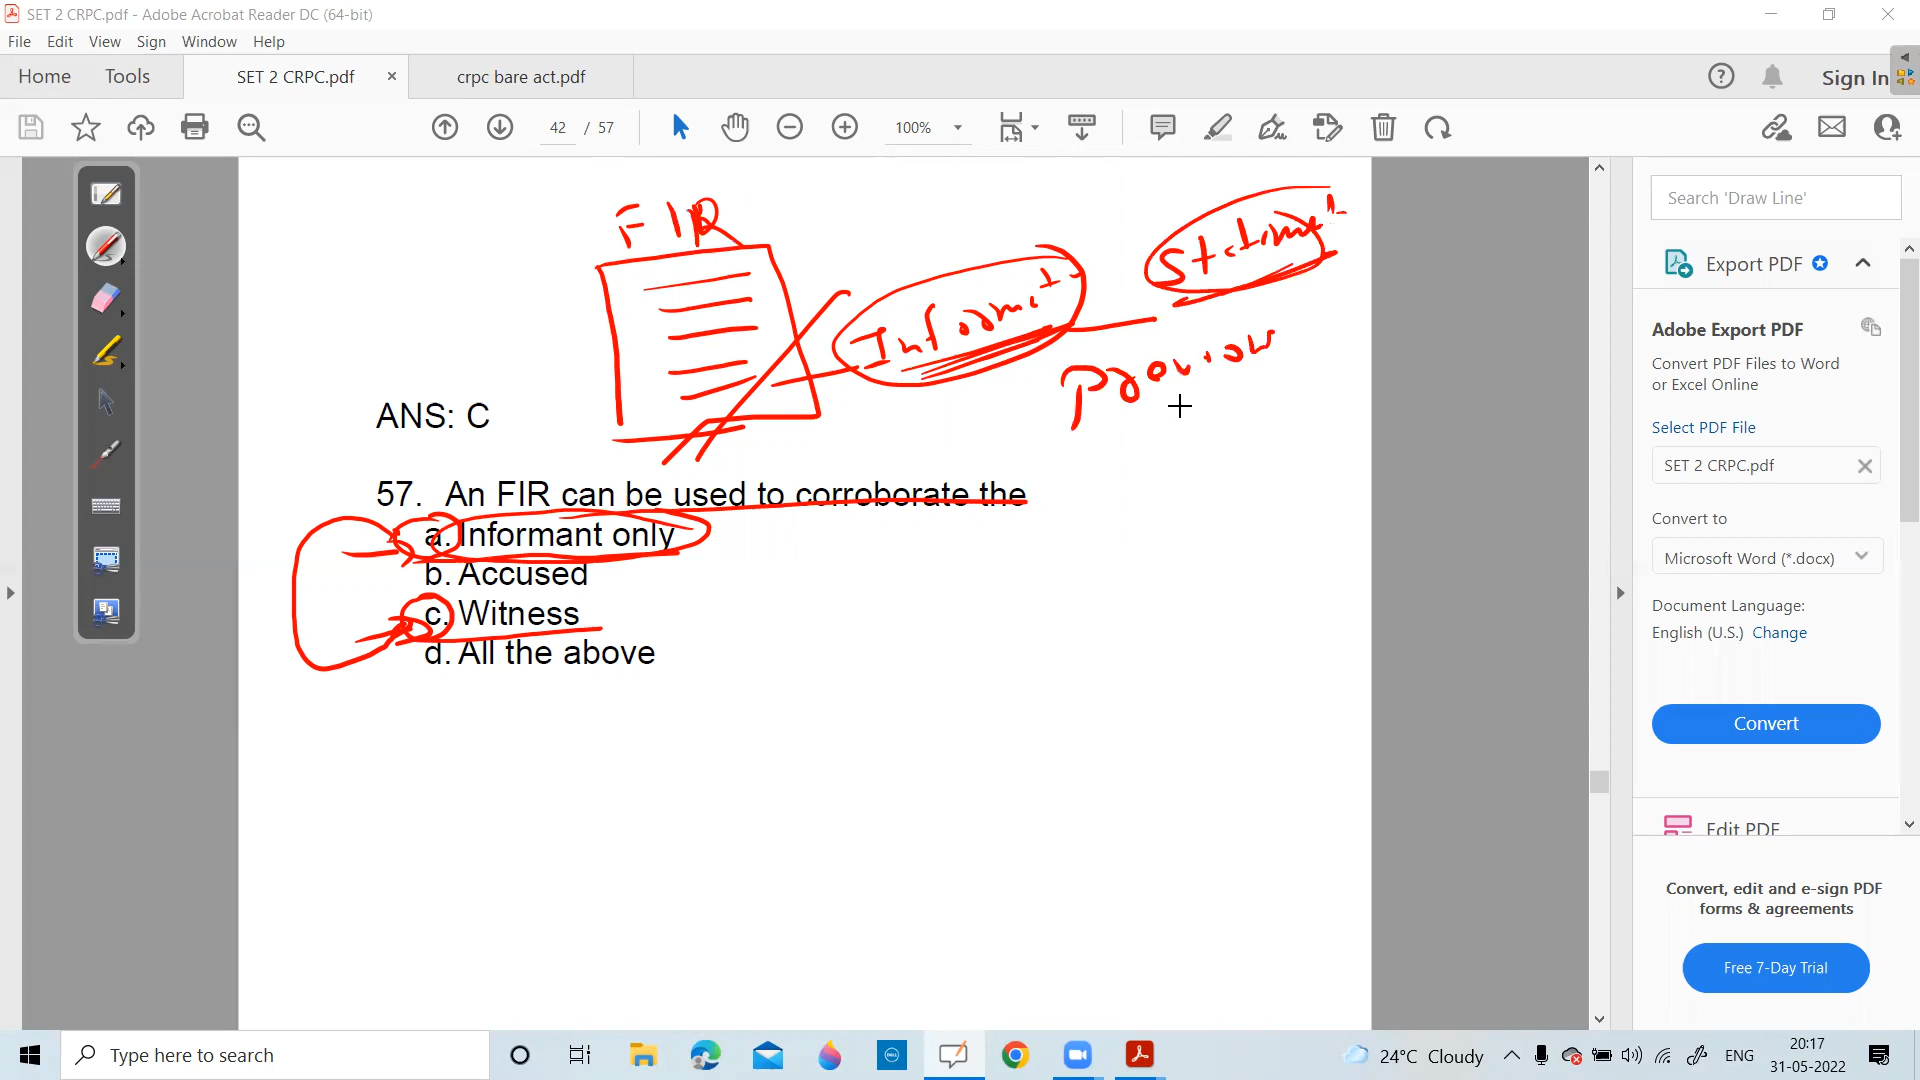 SET 2 CRPC.pdf - Adobe Acrobat Reader DC (64-bit)
File Edit View Sign Window Help
Home Tools SET 2 CRPC.pdf × crpc bare act.pdf Sign In
42 / 57 100%
Search 'Draw Line'
Export PDF
Adobe Export PDF
Convert PDF Files to Word
or Excel Online
Select PDF File
SET 2 CRPC.pdf
Convert to
Microsoft Word (*.docx)
Document Language:
English (U.S.) Change
Convert
Edit PDF
Convert, edit and e-sign PDF
forms & agreements
Free 7-Day Trial
FIR
Informt
Previou
ANS: C
57. An FIR can be used to corroborate the
a. Informant only
b. Accused
c. Witness
d. All the above
Type here to search
DELL
24°C Cloudy
ENG
20:17
31-05-2022